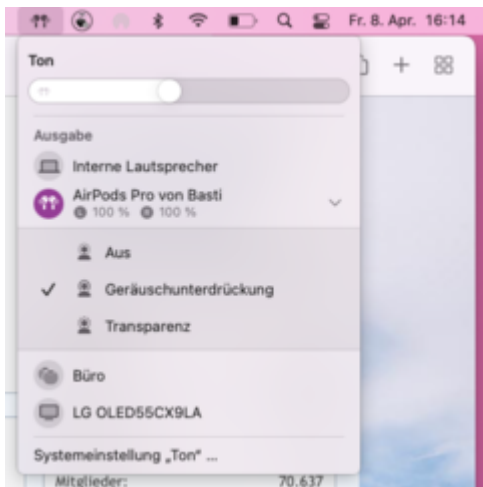 Fr. 8. Apr. 16:14
Ton
Ausgabe
Interne Lautsprecher
AirPods Pro von Basti
100 % 100 %
Aus
Geräuschunterdrückung
Transparenz
Büro
LG OLED55CX9LA
Systemeinstellung „Ton“ ...
Mitglieder: 70.637